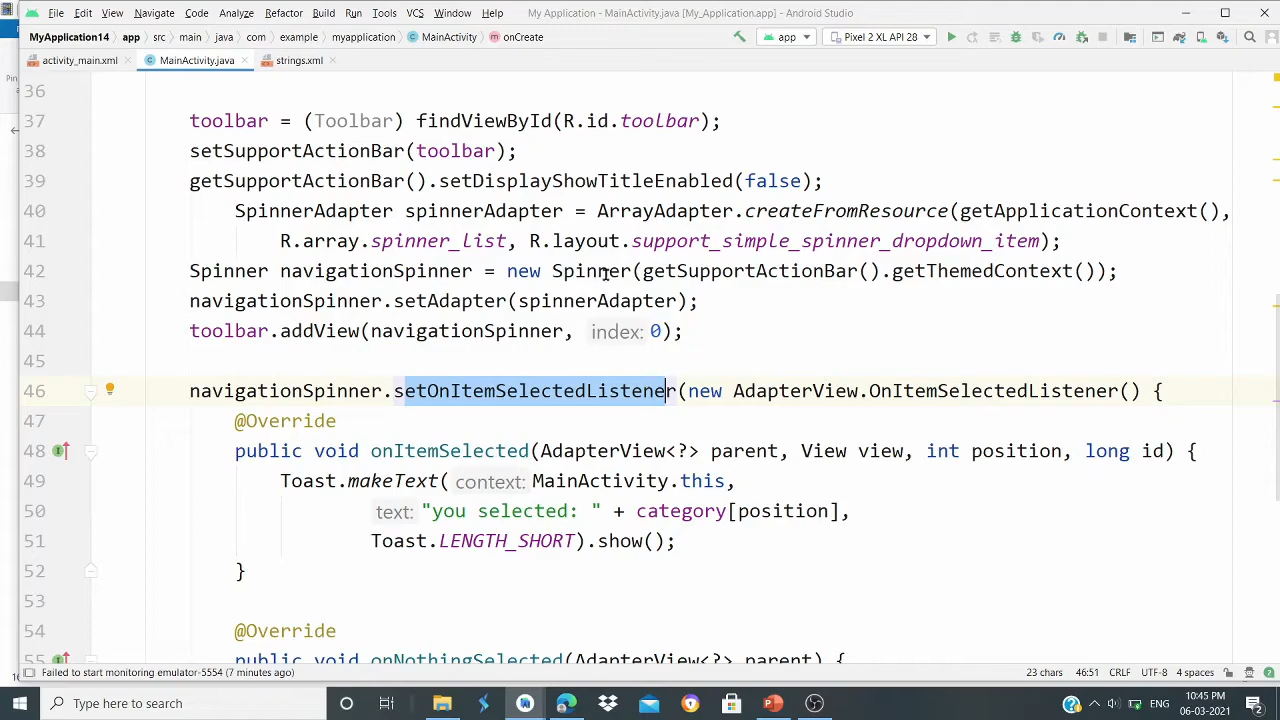 File Edit View Navigate Code Analyze Refactor Build Run Tools VCS Window Help My Application - MainActivity.java [My_Application.app] - Android Studio
MyApplication14 app src main java com example myapplication MainActivity onCreate app Pixel 2 XL API 28
activity_main.xml MainActivity.java strings.xml
36
37 toolbar = (Toolbar) findViewById(R.id.toolbar);
38 setSupportActionBar(toolbar);
39 getSupportActionBar().setDisplayShowTitleEnabled(false);
40 SpinnerAdapter spinnerAdapter = ArrayAdapter.createFromResource(getApplicationContext(),
41 R.array.spinner_list, R.layout.support_simple_spinner_dropdown_item);
42 Spinner navigationSpinner = new Spinner(getSupportActionBar().getThemedContext());
43 navigationSpinner.setAdapter(spinnerAdapter);
44 toolbar.addView(navigationSpinner, index: 0);
45
46 navigationSpinner.setOnItemSelectedListener(new AdapterView.OnItemSelectedListener() {
47 @Override
48 public void onItemSelected(AdapterView<?> parent, View view, int position, long id) {
49 Toast.makeText( context: MainActivity.this,
50 text: "you selected: " + category[position],
51 Toast.LENGTH_SHORT).show();
52 }
53
54 @Override
55 public void onNothingSelected(AdapterView<?> parent) {
Failed to start monitoring emulator-5554 (7 minutes ago) 23 chars 46:51 CRLF UTF-8 4 spaces
Type here to search 10:45 PM
06-03-2021